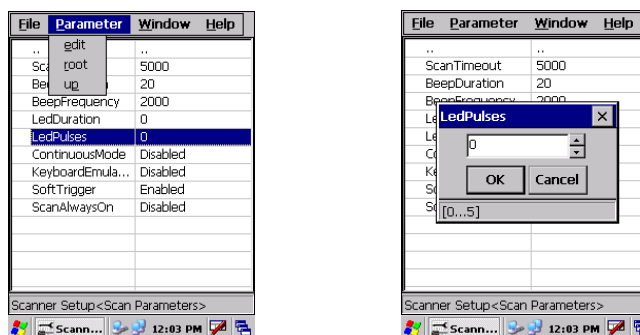 File Parameter Window Help
edit
root
up
.. ..
Sca 5000
Bee n 20
BeepFrequency 2000
LedDuration 0
LedPulses 0
ContinuousMode Disabled
KeyboardEmula... Disabled
SoftTrigger Enabled
ScanAlwaysOn Disabled
Scanner Setup<Scan Parameters>
Scann... 12:03 PM
File Parameter Window Help
.. ..
ScanTimeout 5000
BeepDuration 20
BeepFrequency 2000
LedPulses
0
OK Cancel
[0...5]
Scanner Setup<Scan Parameters>
Scann... 12:03 PM